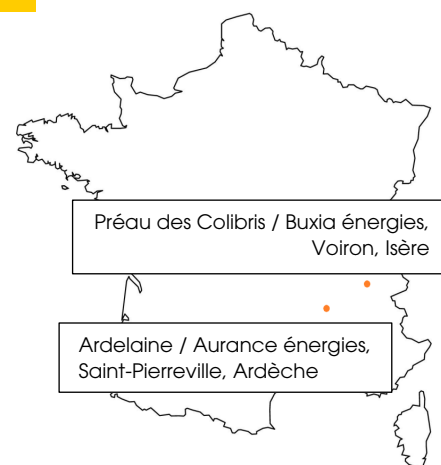 Préau des Colibris / Buxia énergies,
Voiron, Isère
Ardelaine / Aurance énergies,
Saint-Pierreville, Ardèche